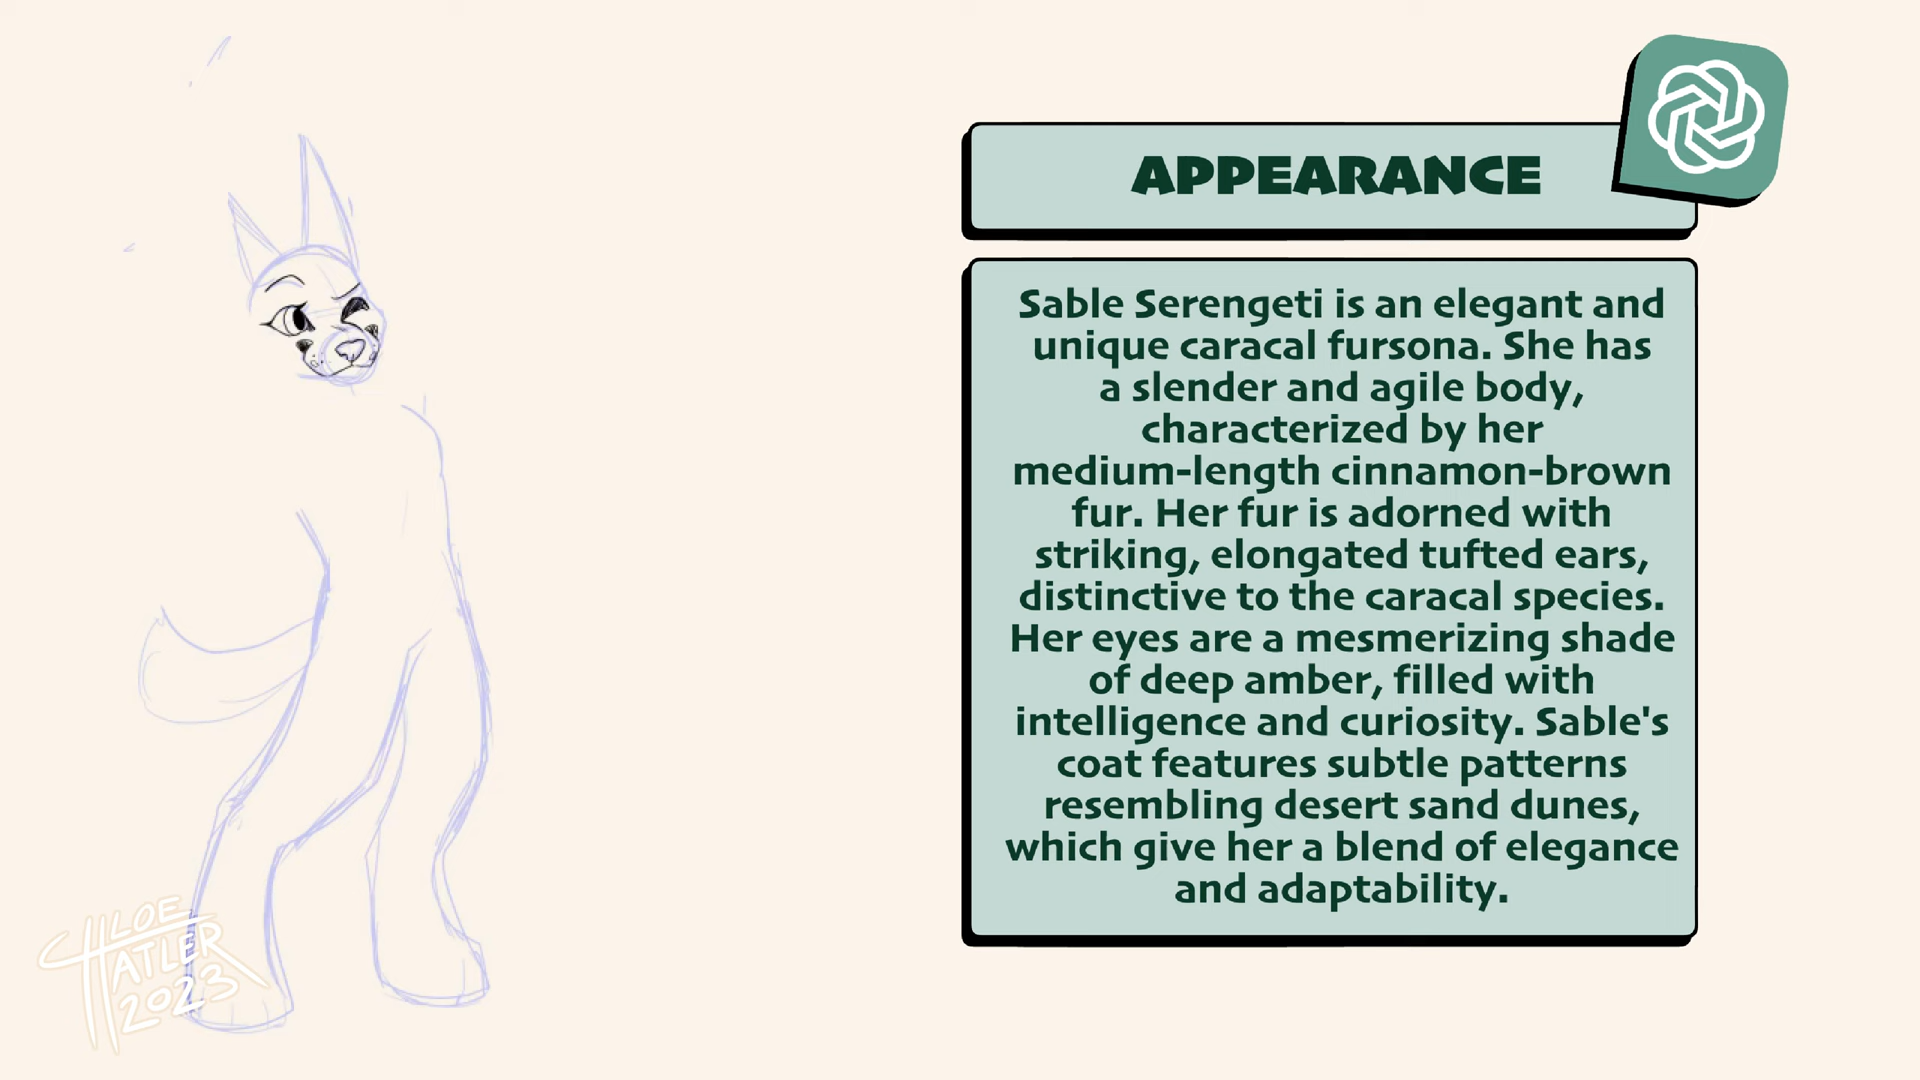 APPEARANCE
Sable Serengeti is an elegant and
unique caracal fursona. She has
a slender and agile body,
characterized by her
medium-length cinnamon-brown
fur. Her fur is adorned with
striking, elongated tufted ears,
distinctive to the caracal species.
Her eyes are a mesmerizing shade
of deep amber, filled with
intelligence and curiosity. Sable's
coat features subtle patterns
resembling desert sand dunes,
which give her a blend of elegance
and adaptability.
CHLOE
HATLER
2023